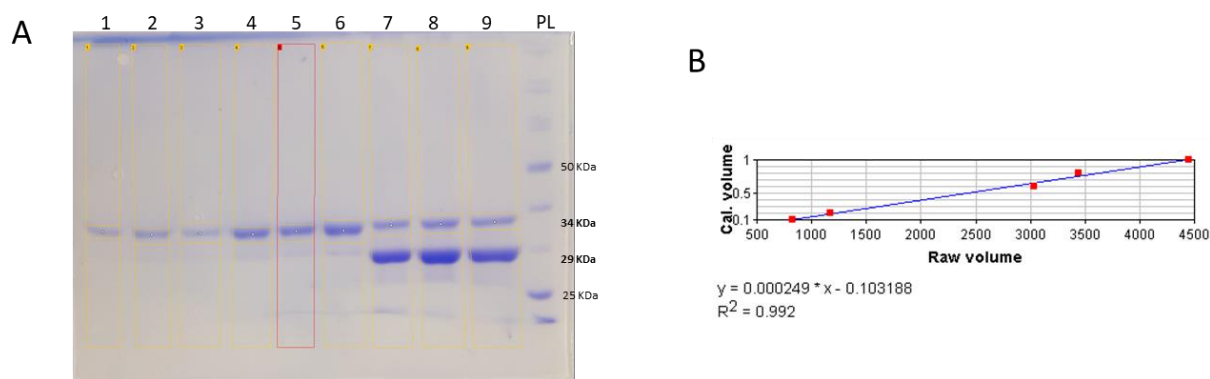 A
1 2 3 4 5 6 7 8 9 PL
50 KDa
34 KDa
29 KDa
25 KDa
B
Cal. volume
1
0.5
0.1
500 1000 1500 2000 2500 3000 3500 4000 4500
Raw volume
y = 0.000249 * x - 0.103188
R² = 0.992